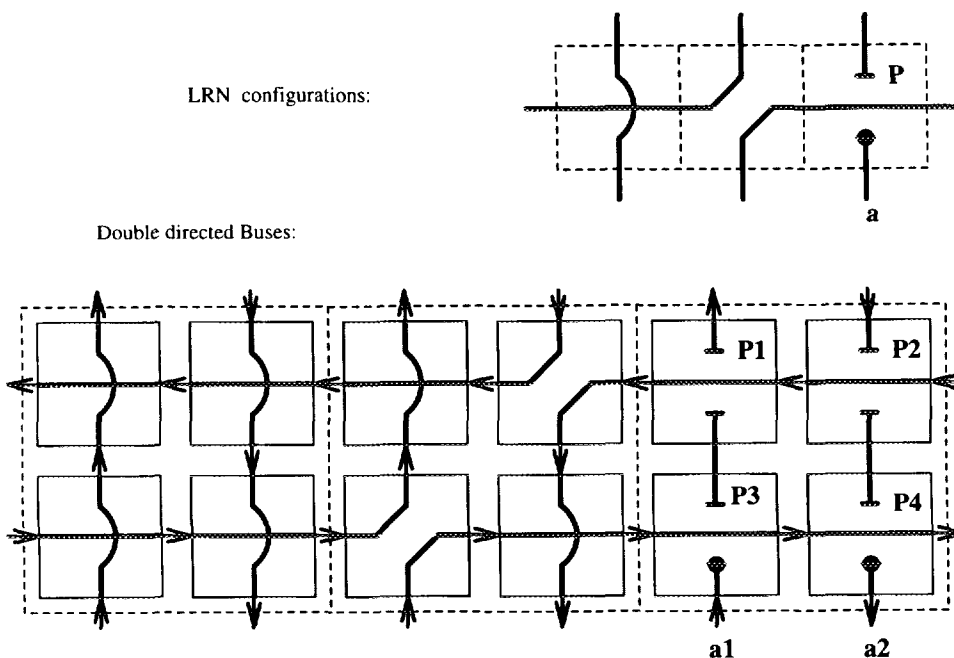 LRN configurations:
P
a
Double directed Buses:
P1
P2
P3
P4
a1
a2